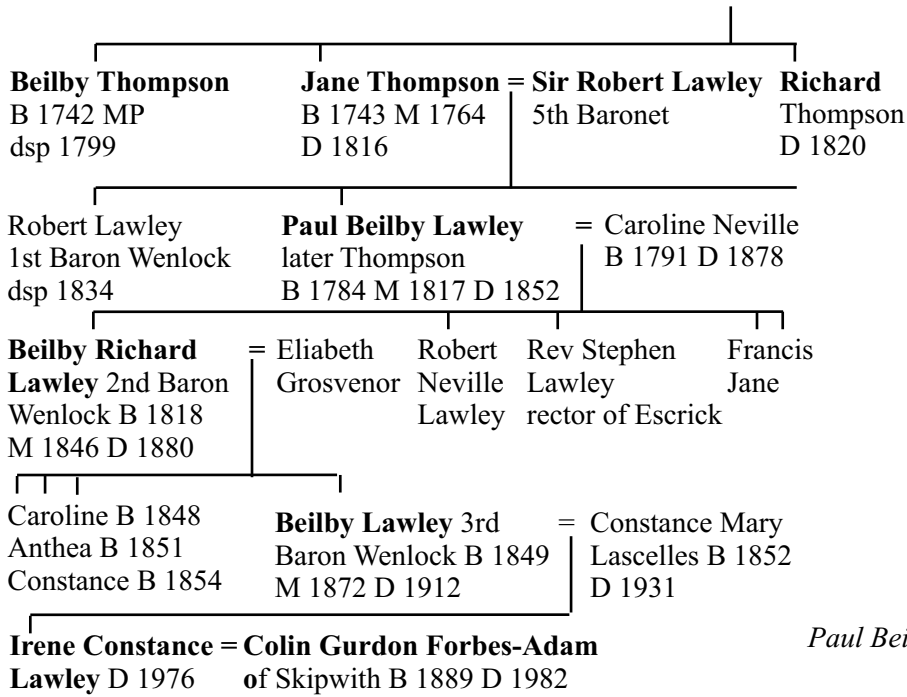 Beilby Thompson
B 1742 MP
dsp 1799
Jane Thompson = Sir Robert Lawley
B 1743 M 1764 5th Baronet
D 1816
Richard
Thompson
D 1820
Robert Lawley
1st Baron Wenlock
dsp 1834
Paul Beilby Lawley = Caroline Neville
later Thompson B 1791 D 1878
B 1784 M 1817 D 1852
Beilby Richard = Eliabeth
Lawley 2nd Baron Grosvenor
Wenlock B 1818
M 1846 D 1880
Robert
Neville
Lawley
Rev Stephen
Lawley
rector of Escrick
Francis
Jane
Caroline B 1848
Anthea B 1851
Constance B 1854
Beilby Lawley 3rd = Constance Mary
Baron Wenlock B 1849 Lascelles B 1852
M 1872 D 1912 D 1931
Irene Constance = Colin Gurdon Forbes-Adam
Lawley D 1976 of Skipwith B 1889 D 1982
Paul Bei